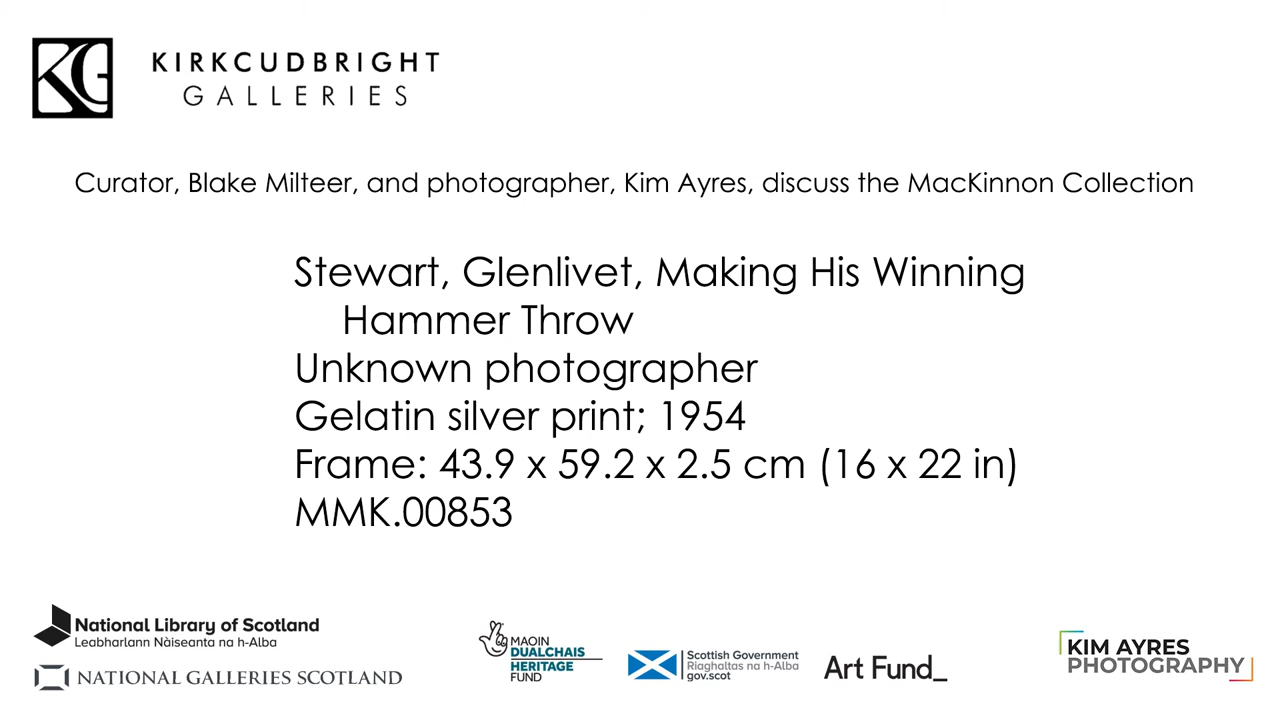 KG
KIRKCUDBRIGHT
GALLERIES
Curator, Blake Milteer, and photographer, Kim Ayres, discuss the MacKinnon Collection
Stewart, Glenlivet, Making His Winning
Hammer Throw
Unknown photographer
Gelatin silver print; 1954
Frame: 43.9 x 59.2 x 2.5 cm (16 x 22 in)
MMK.00853
National Library of Scotland
Leabharlann Nàiseanta na h-Alba
NATIONAL GALLERIES SCOTLAND
MAOIN
DUALCHAIS
HERITAGE
FUND
Scottish Government
Riaghaltas na h-Alba
gov.scot
Art Fund_
KIM AYRES
PHOTOGRAPHY